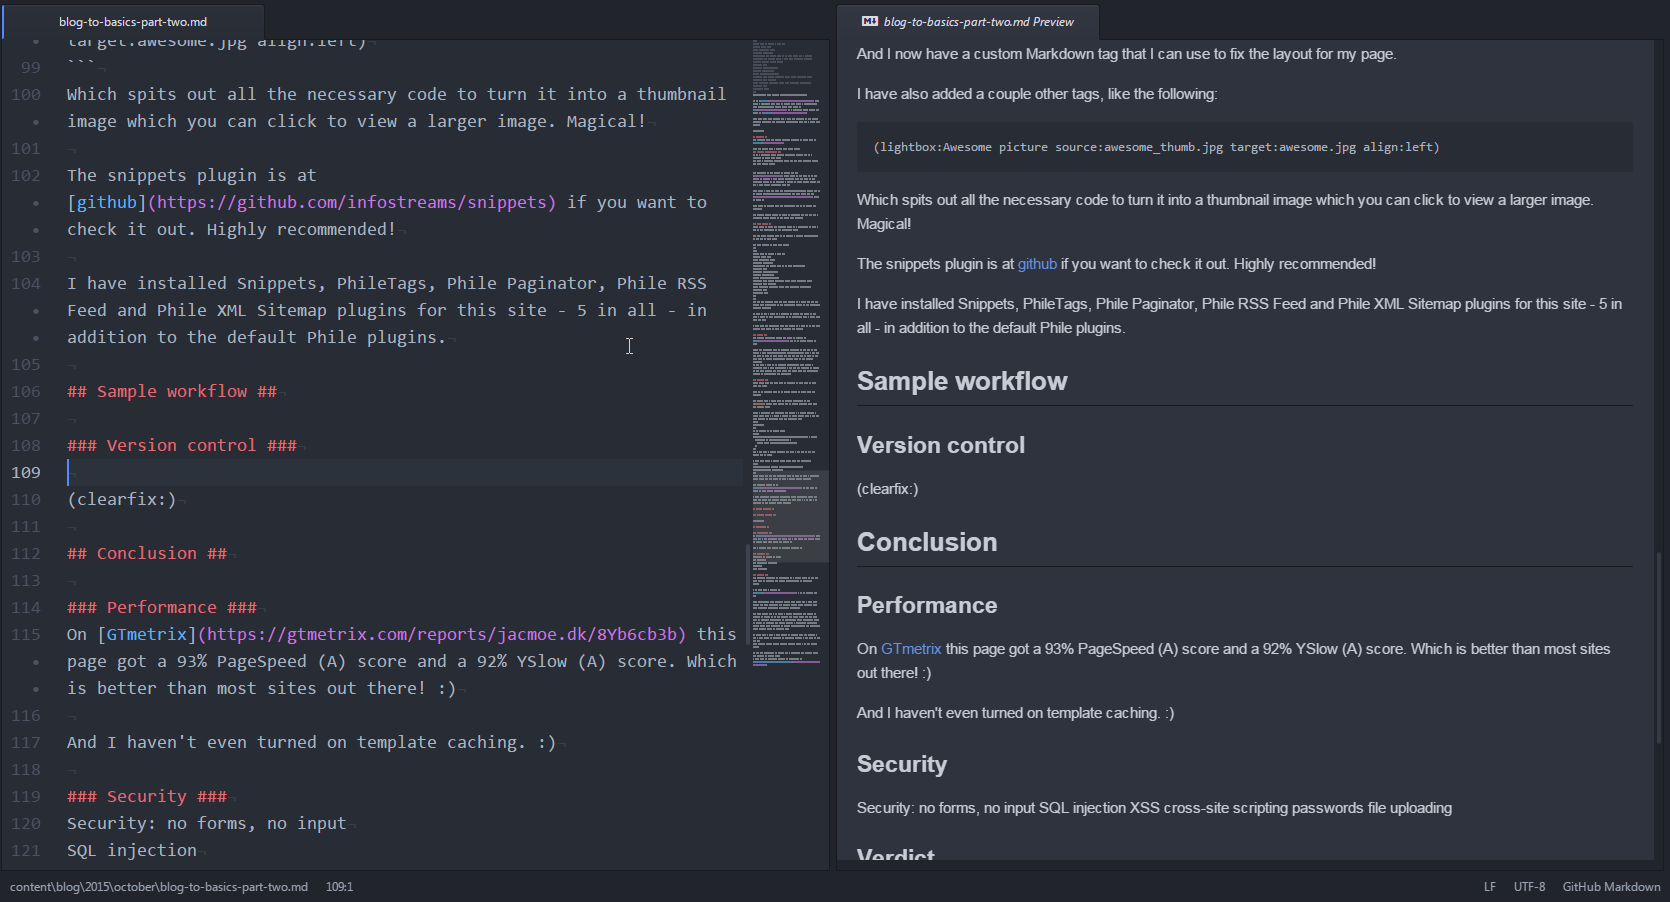 blog-to-basics-part-two.md
target:awesome.jpg align:left)
99 ```
100 Which spits out all the necessary code to turn it into a thumbnail
image which you can click to view a larger image. Magical!
101
102 The snippets plugin is at
[github](https://github.com/infostreams/snippets) if you want to
check it out. Highly recommended!
103
104 I have installed Snippets, PhileTags, Phile Paginator, Phile RSS
Feed and Phile XML Sitemap plugins for this site - 5 in all - in
addition to the default Phile plugins.
105
106 ## Sample workflow ##
107
108 ### Version control ###
109
110 (clearfix:)
111
112 ## Conclusion ##
113
114 ### Performance ###
115 On [GTmetrix](https://gtmetrix.com/reports/jacmoe.dk/8Yb6cb3b) this
page got a 93% PageSpeed (A) score and a 92% YSlow (A) score. Which
is better than most sites out there! :)
116
117 And I haven't even turned on template caching. :)
118
119 ### Security ###
120 Security: no forms, no input
121 SQL injection
blog-to-basics-part-two.md Preview
And I now have a custom Markdown tag that I can use to fix the layout for my page.
I have also added a couple other tags, like the following:
(lightbox:Awesome picture source:awesome_thumb.jpg target:awesome.jpg align:left)
Which spits out all the necessary code to turn it into a thumbnail image which you can click to view a larger image.
Magical!
The snippets plugin is at github if you want to check it out. Highly recommended!
I have installed Snippets, PhileTags, Phile Paginator, Phile RSS Feed and Phile XML Sitemap plugins for this site - 5 in
all - in addition to the default Phile plugins.
Sample workflow
Version control
(clearfix:)
Conclusion
Performance
On GTmetrix this page got a 93% PageSpeed (A) score and a 92% YSlow (A) score. Which is better than most sites
out there! :)
And I haven't even turned on template caching. :)
Security
Security: no forms, no input SQL injection XSS cross-site scripting passwords file uploading
Verdict
content\blog\2015\october\blog-to-basics-part-two.md 109:1
LF UTF-8 GitHub Markdown